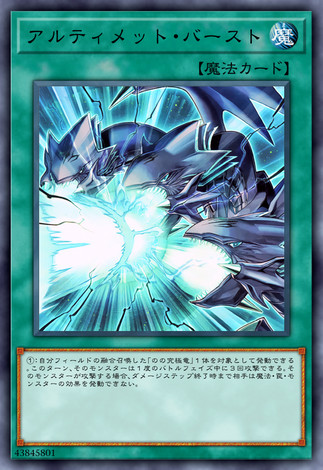 アルティメット・バースト
魔
【魔法カード】
①:自分フィールドの融合召喚した「のの究極竜」1体を対象として発動できる
。このターン、そのモンスターは1度のバトルフェイズ中に3回攻撃できる。そ
のモンスターが攻撃する場合、ダメージステップ終了時まで相手は魔法・罠・モ
ンスターの効果を発動できない。
43845801